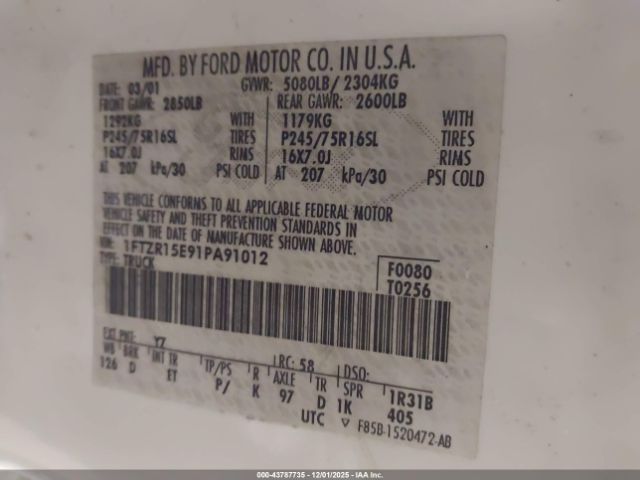 MFD. BY FORD MOTOR CO. IN U.S.A.
DATE: 03/01 GVWR: 5080LB/ 2304KG
FRONT GAWR: 2850LB REAR GAWR: 2600LB
1292KG 1179KG WITH
P245/75R16SL TIRES P245/75R16SL TIRES
16X7.0J RIMS 16X7.0J RIMS
AT 207 kPa/30 PSI COLD AT 207 kPa/30 PSI COLD
THIS VEHICLE CONFORMS TO ALL APPLICABLE FEDERAL MOTOR
VEHICLE SAFETY AND THEFT PREVENTION STANDARDS IN
EFFECT ON THE DATE OF MANUFACTURE SHOWN ABOVE.
VIN: 1FTZR15E91PA91012
TYPE: TRUCK
F0080
T0256
EXT PNT: Y7 RC: 58 DSO:
WB BRK INT TR TP/PS R AXLE TR SPR 1R31B
126 D ET P/ K 97 D 1K 405
UTC ▽ F85B-1520472-AB
000-43787735 - 12/01/2025 - IAAI.com